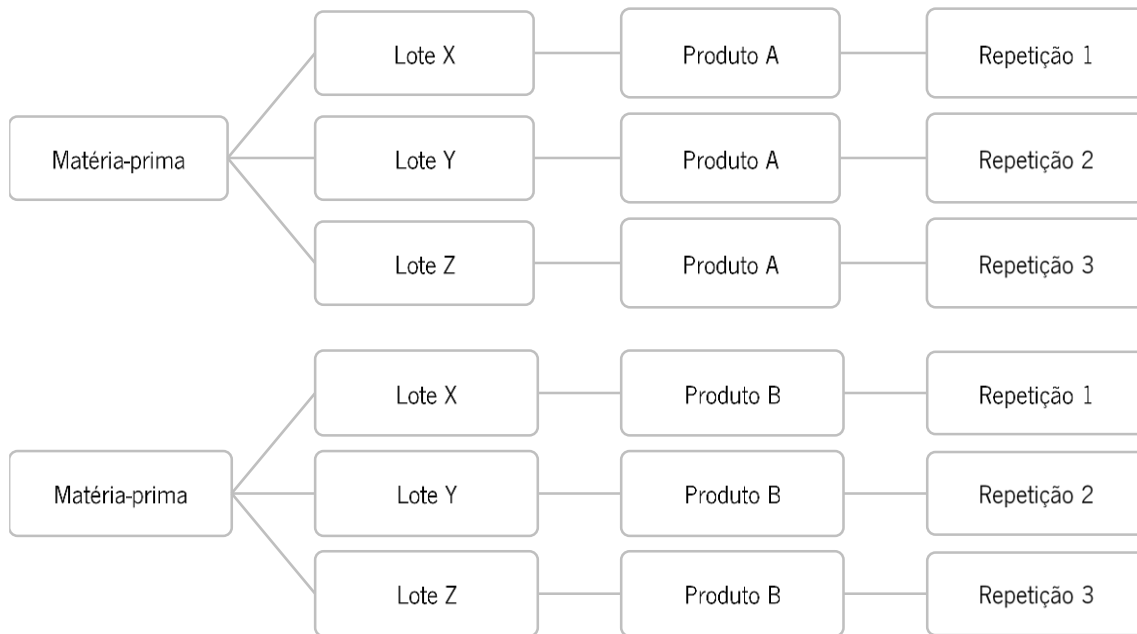 Lote X
Produto A
Repetição 1
Matéria-prima
Lote Y
Produto A
Repetição 2
Lote Z
Produto A
Repetição 3
Lote X
Produto B
Repetição 1
Matéria-prima
Lote Y
Produto B
Repetição 2
Lote Z
Produto B
Repetição 3